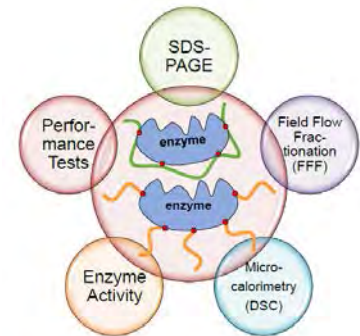 SDS-
PAGE
Perfor-
mance
Tests
enzyme
Field Flow
Frac-
tionation
(FFF)
enzyme
Enzyme
Activity
Micro-
calorimetry
(DSC)